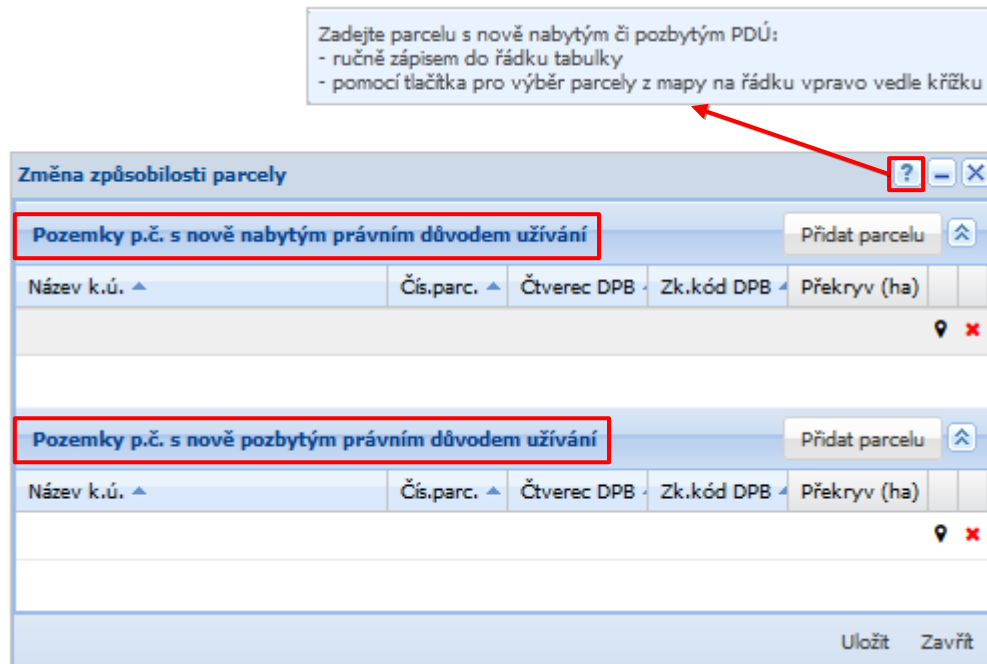 Zadejte parcelu s nově nabytým či pozbytým PDÚ:
- ručně zápisem do řádku tabulky
- pomocí tlačítka pro výběr parcely z mapy na řádku vpravo vedle křížku
Změna způsobilosti parcely
Pozemky p.č. s nově nabytým právním důvodem užívání Přidat parcelu
Název k.ú. Čís.parc. Čtverec DPB Zk.kód DPB Překryv (ha)
Pozemky p.č. s nově pozbytým právním důvodem užívání Přidat parcelu
Název k.ú. Čís.parc. Čtverec DPB Zk.kód DPB Překryv (ha)
Uložit Zavřít